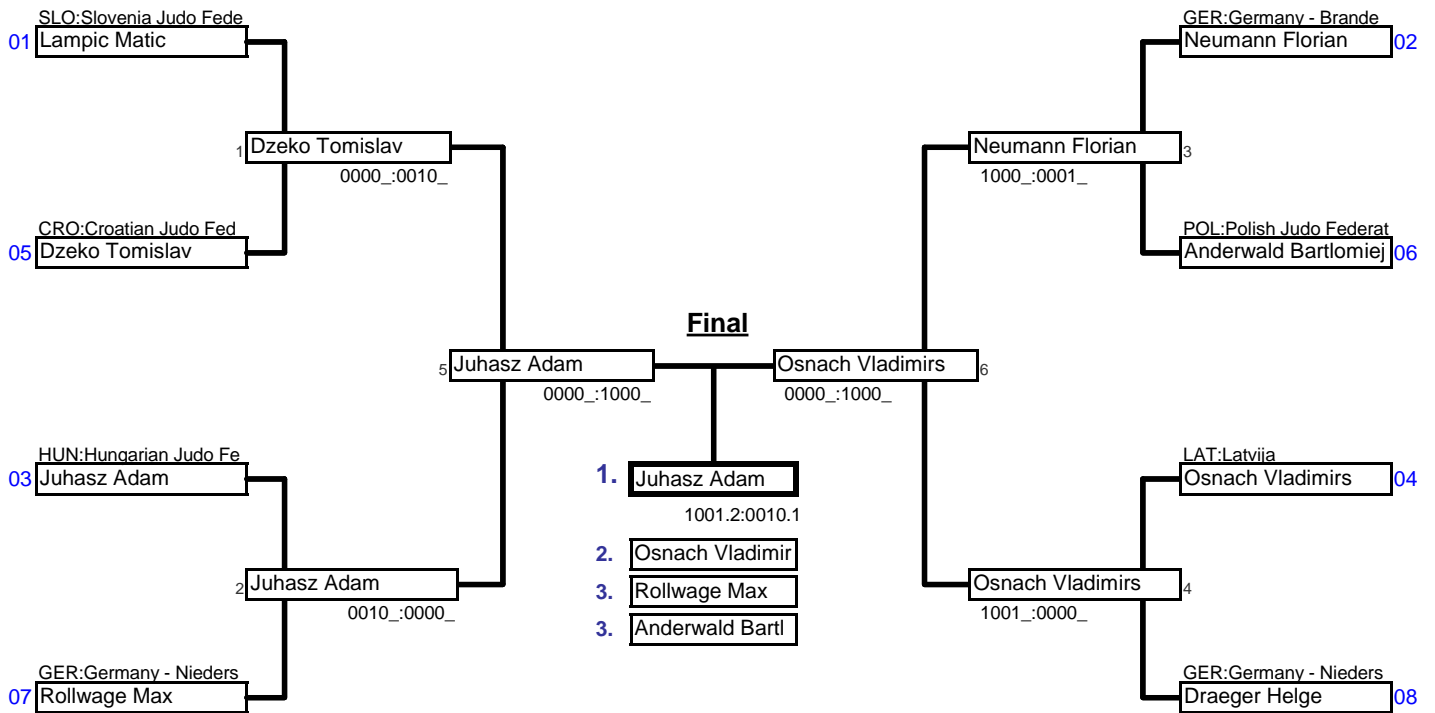 SLO:Slovenia Judo Fede
01 Lampic Matic
1 Dzeko Tomislav
0000_:0010_
CRO:Croatian Judo Fed
05 Dzeko Tomislav
5 Juhasz Adam
0000_:1000_
HUN:Hungarian Judo Fe
03 Juhasz Adam
2 Juhasz Adam
0010_:0000_
GER:Germany - Nieders
07 Rollwage Max
Final
1. Juhasz Adam
1001.2:0010.1
2. Osnach Vladimir
3. Rollwage Max
3. Anderwald Bartl
GER:Germany - Brande
Neumann Florian 02
Neumann Florian 3
1000_:0001_
POL:Polish Judo Federat
Anderwald Bartlomiej 06
Osnach Vladimirs 6
0000_:1000_
LAT:Latvija
Osnach Vladimirs 04
Osnach Vladimirs 4
1001_:0000_
GER:Germany - Nieders
Draeger Helge 08